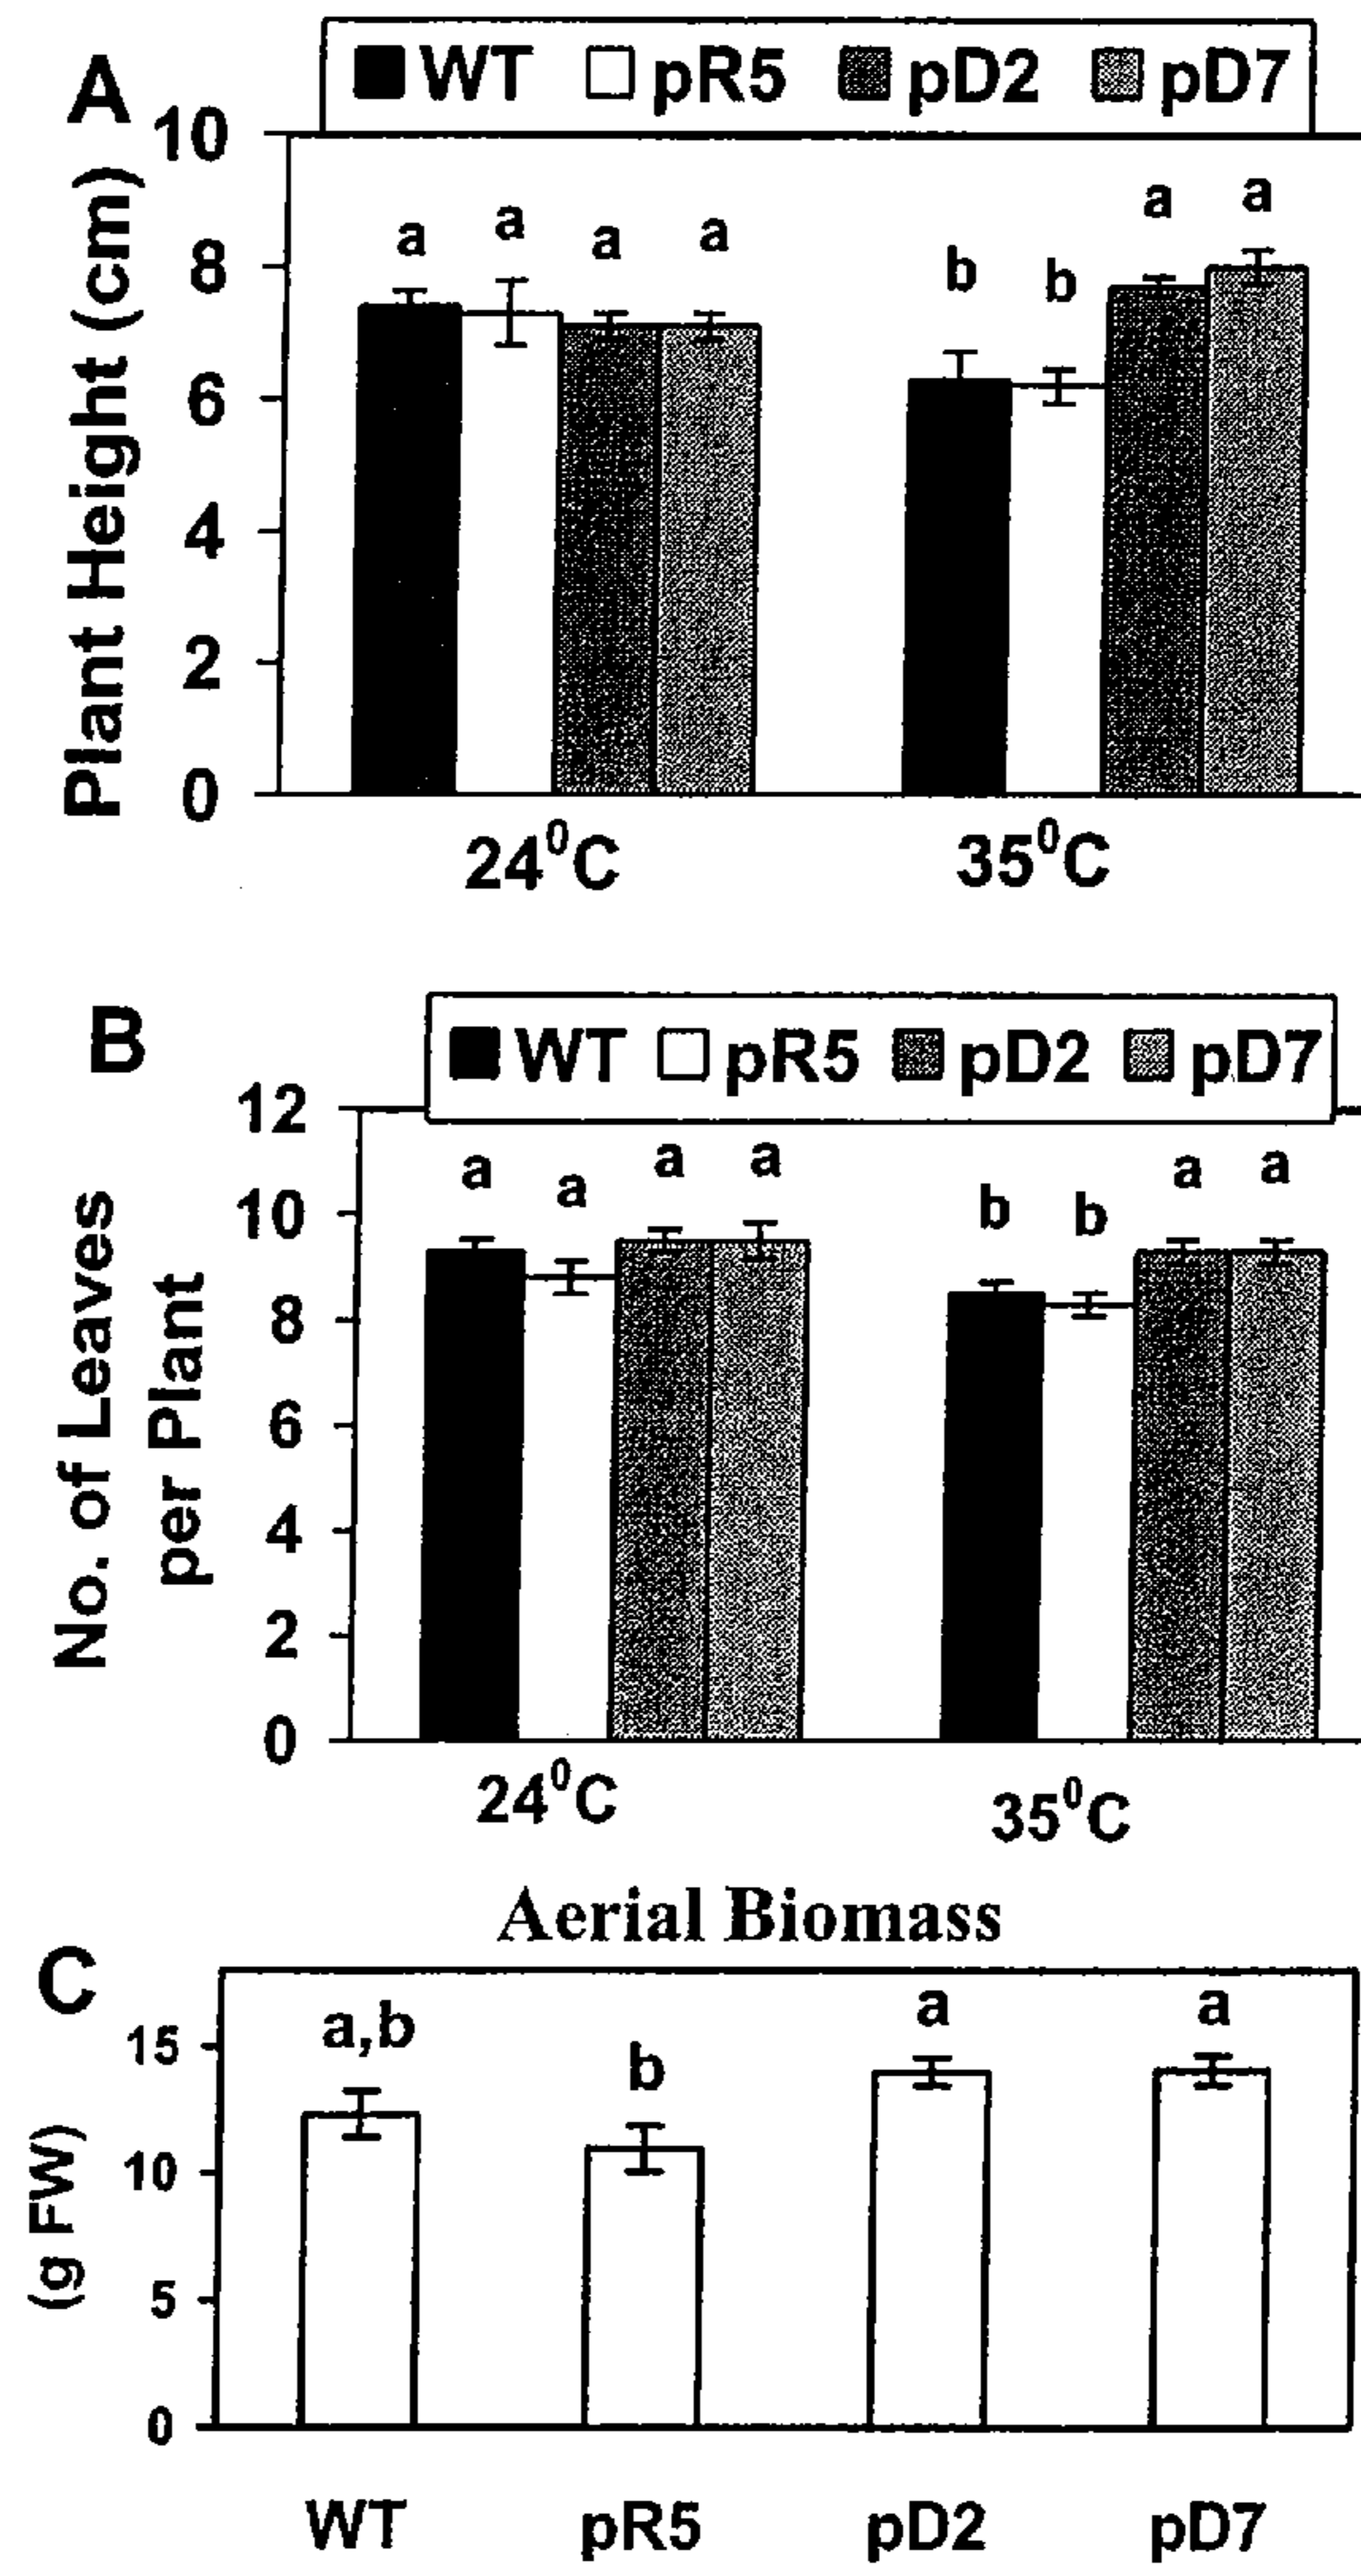 A
WT pR5 pD2 pD7
10
8
6
4
2
0
Plant Height (cm)
a a a a b b a a
24⁰C 35⁰C
B
WT pR5 pD2 pD7
12
10
8
6
4
2
0
No. of Leaves
per Plant
a a a a b b a a
24⁰C 35⁰C
Aerial Biomass
C
15
10
5
0
(g FW)
a,b b a a
WT pR5 pD2 pD7